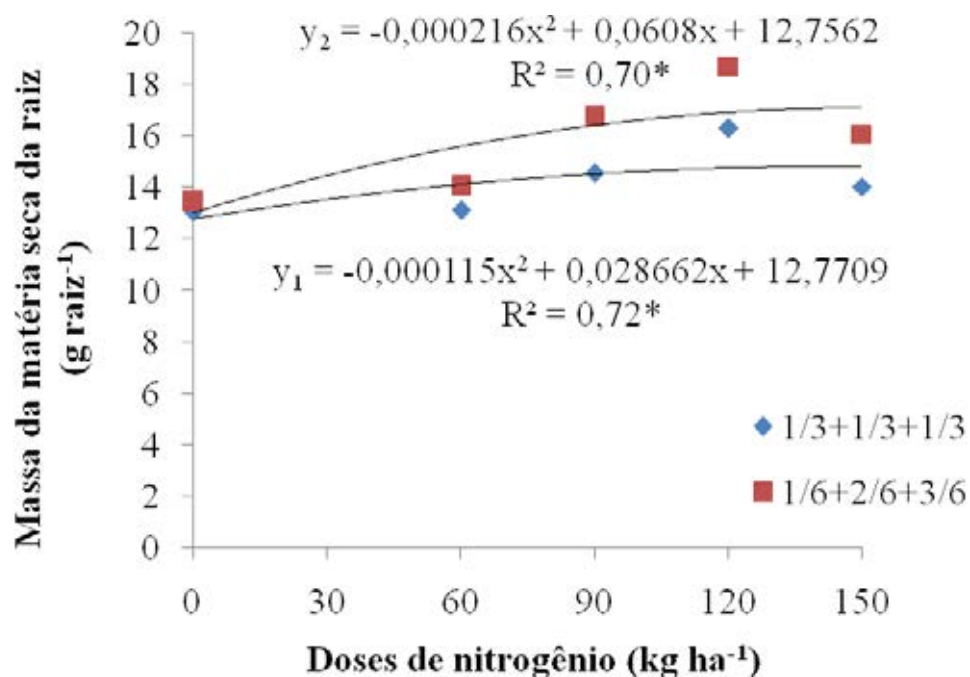 y₂ = -0,000216x² + 0,0608x + 12,7562
R² = 0,70*
20
18
16
14
12
10
8
6
4
2
0
Massa da matéria seca da raiz
(g raiz⁻¹)
y₁ = -0,000115x² + 0,028662x + 12,7709
R² = 0,72*
1/3+1/3+1/3
1/6+2/6+3/6
0 30 60 90 120 150
Doses de nitrogênio (kg ha⁻¹)